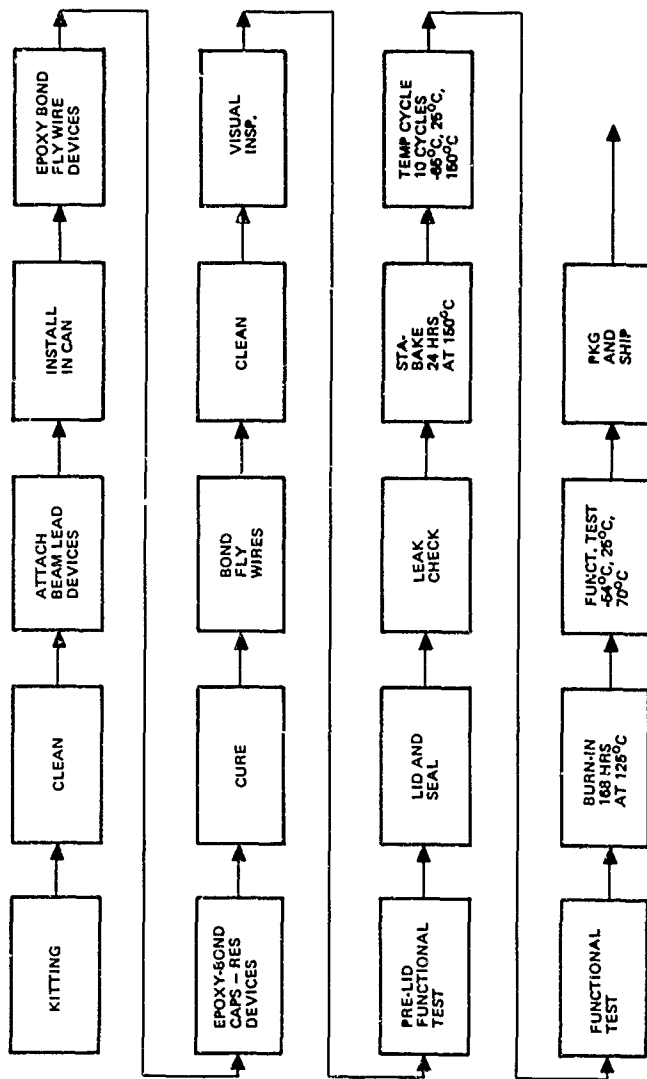 KITTING
CLEAN
ATTACH
BEAM LEAD
DEVICES
INSTALL
IN CAN
EPOXY BOND
FLY WIRE
DEVICES
EPOXY-BOND
CAPS – RES
DEVICES
CURE
BOND
FLY
WIRES
CLEAN
VISUAL
INSP.
PRE-LID
FUNCTIONAL
TEST
LID AND
SEAL
LEAK
CHECK
STA-
BAKE
24 HRS
AT 150°C
TEMP CYCLE
10 CYCLES
-65°C, 25°C,
150°C
FUNCTIONAL
TEST
BURN-IN
168 HRS
AT 125°C
FUNCT. TEST
-54°C, 25°C,
70°C
PKG
AND
SHIP